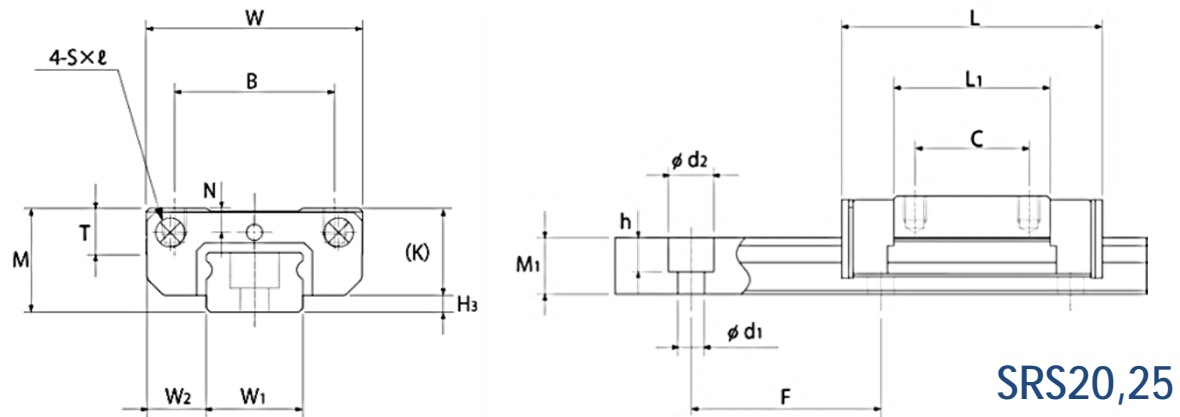 W
4-S×ℓ
B
N
T
M
(K)
H₃
W₂
W₁
L
L₁
C
ϕ d₂
h
M₁
ϕ d₁
F
SRS20,25